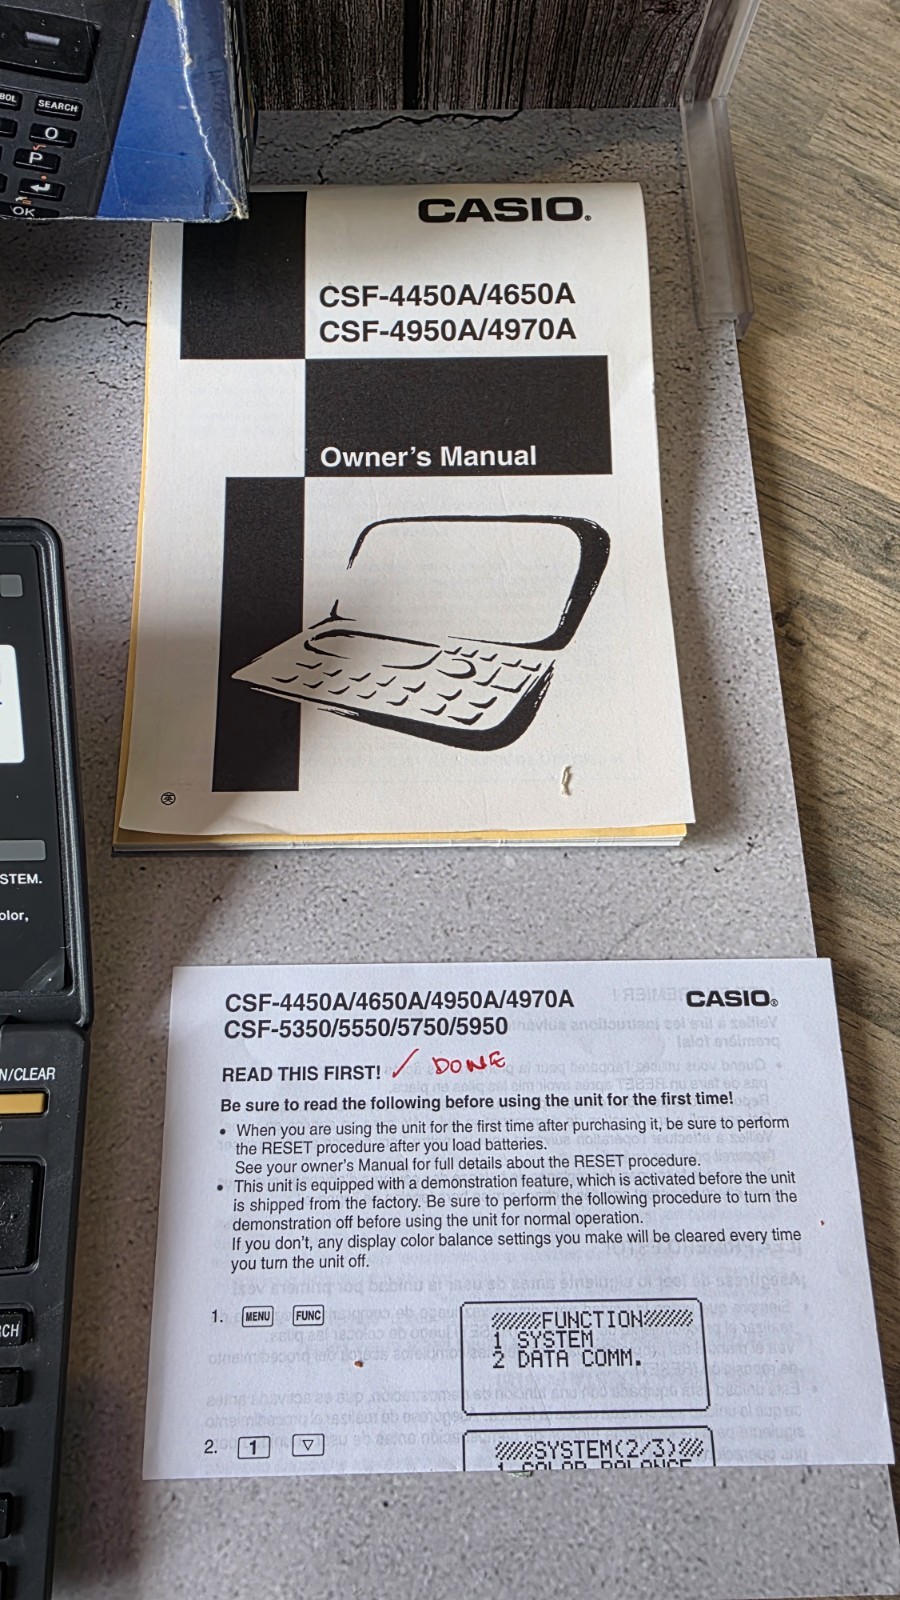 SEARCH
O
P
OK
CASIO®
CSF-4450A/4650A
CSF-4950A/4970A
Owner's Manual
英
STEM.
olor,
N/CLEAR
CH
CSF-4450A/4650A/4950A/4970A
CSF-5350/5550/5750/5950
CASIO®
READ THIS FIRST! ✓ DONE
Be sure to read the following before using the unit for the first time!
• When you are using the unit for the first time after purchasing it, be sure to perform
the RESET procedure after you load batteries.
See your owner's Manual for full details about the RESET procedure.
• This unit is equipped with a demonstration feature, which is activated before the unit
is shipped from the factory. Be sure to perform the following procedure to turn the
demonstration off before using the unit for normal operation.
If you don't, any display color balance settings you make will be cleared every time
you turn the unit off.
1. MENU FUNC
FUNCTION
1 SYSTEM
2 DATA COMM.
2. 1 ▽
SYSTEM(2/3)
1 COLOR BALANCE